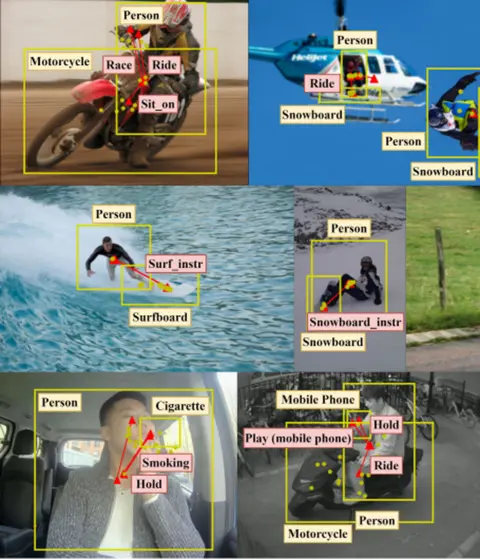 Person
Motorcycle
Race
Ride
Sit_on
Helijet
Person
Ride
Snowboard
Person
Snowboard
Person
Surf_instr
Surfboard
Person
Snowboard_instr
Snowboard
Person
Cigarette
Smoking
Hold
Mobile Phone
Hold
Play (mobile phone)
Ride
Person
Motorcycle